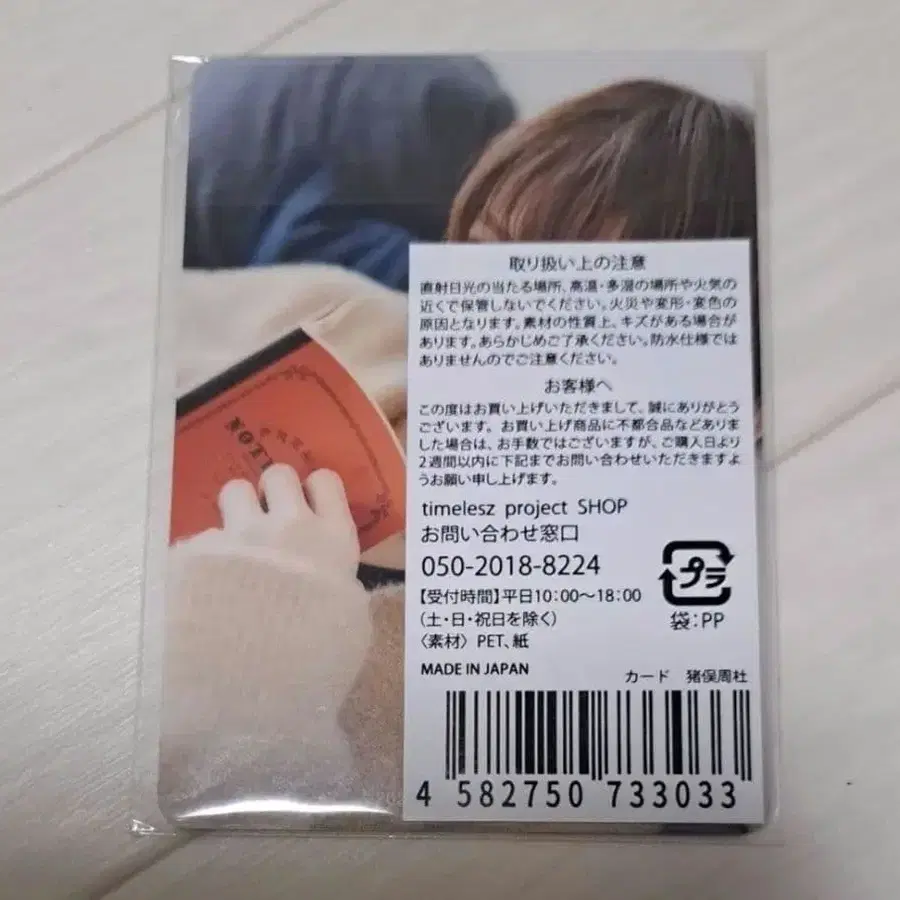 取り扱い上の注意
直射日光の当たる場所、高温・多湿の場所や火気の
近くで保管しないでください。火災や変形・変色の
原因となります。素材の性質上、キズがある場合が
あります。あらかじめご了承ください。防水仕様では
ありませんのでご注意ください。
お客様へ
この度はお買い上げいただきまして、誠にありがとう
ございます。お買い上げ商品に不都合品などありま
した場合は、お手数ではございますが、ご購入日より
2週間以内に下記までお問い合わせいただきますよ
うお願い申し上げます。
timelesz project SHOP
お問い合わせ窓口
050-2018-8224
【受付時間】平日10:00〜18:00
(土・日・祝日を除く)
〈素材〉PET、紙
プラ
袋:PP
MADE IN JAPAN
カード 猪俣周杜
4 582750 733033